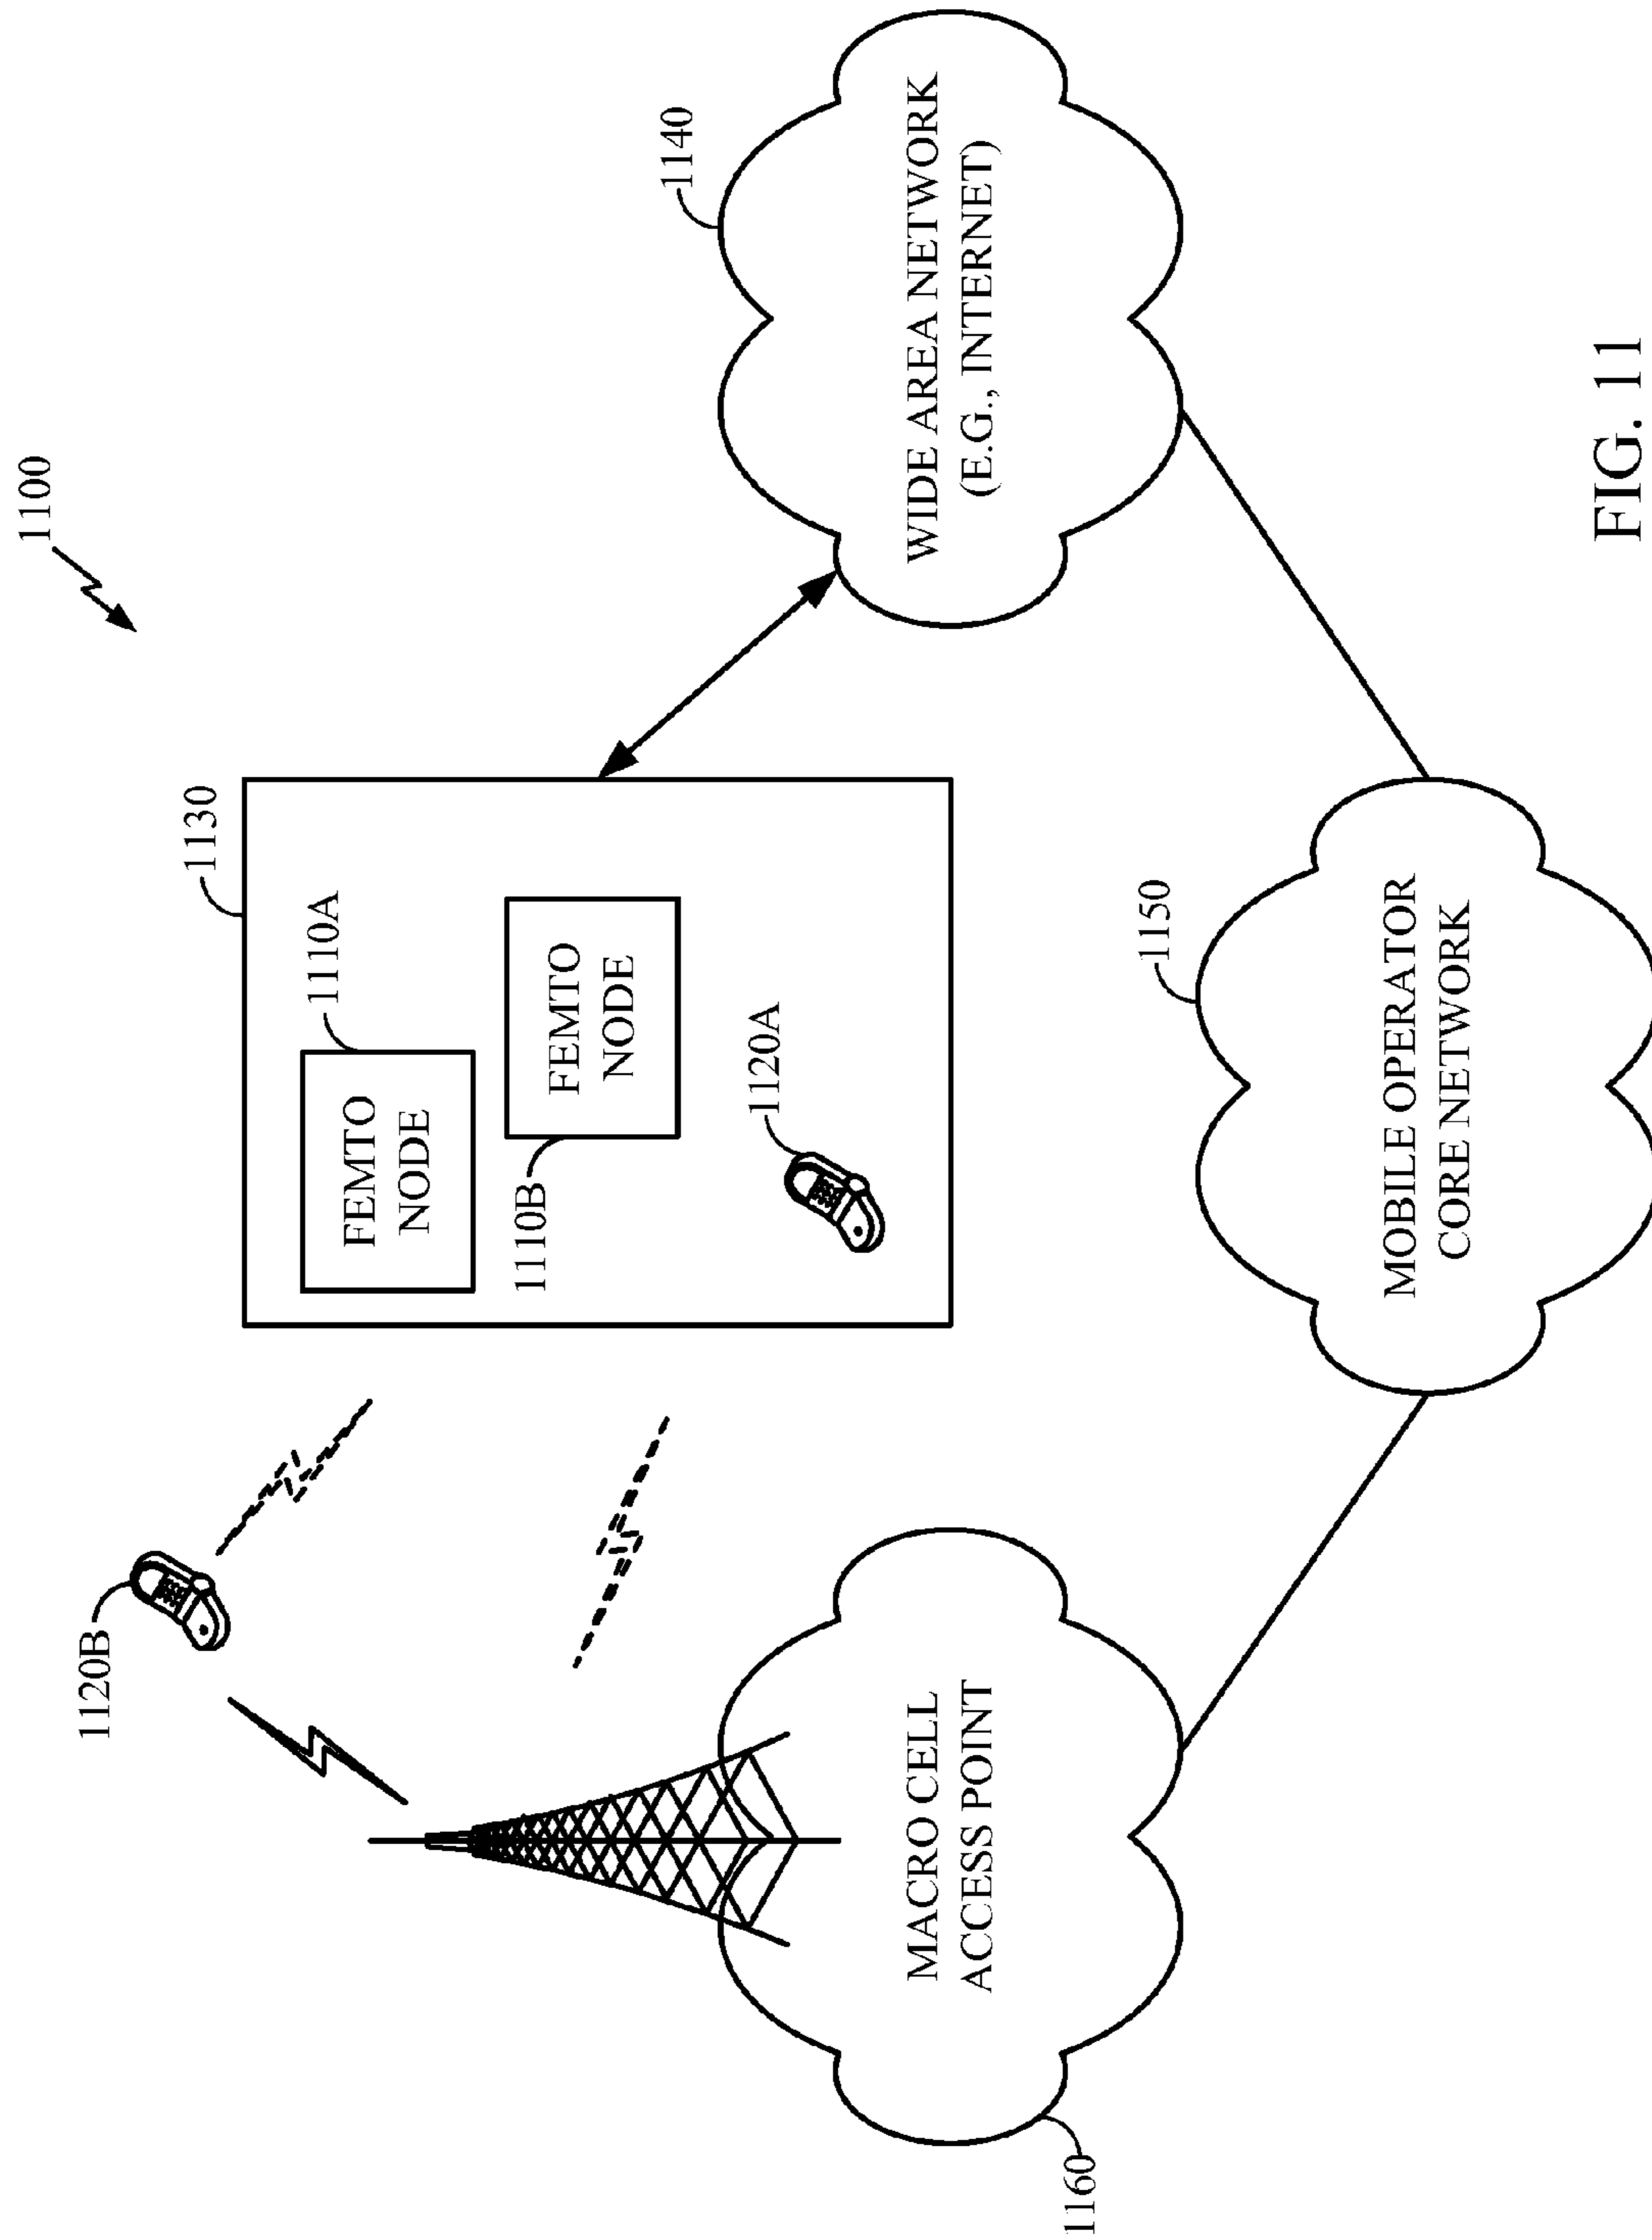 1100
1120B
1130
FEMTO
NODE
1110A
1110B
FEMTO
NODE
1120A
1140
MACRO CELL
ACCESS POINT
WIDE AREA NETWORK
(E.G., INTERNET)
1160
1150
MOBILE OPERATOR
CORE NETWORK
FIG. 11